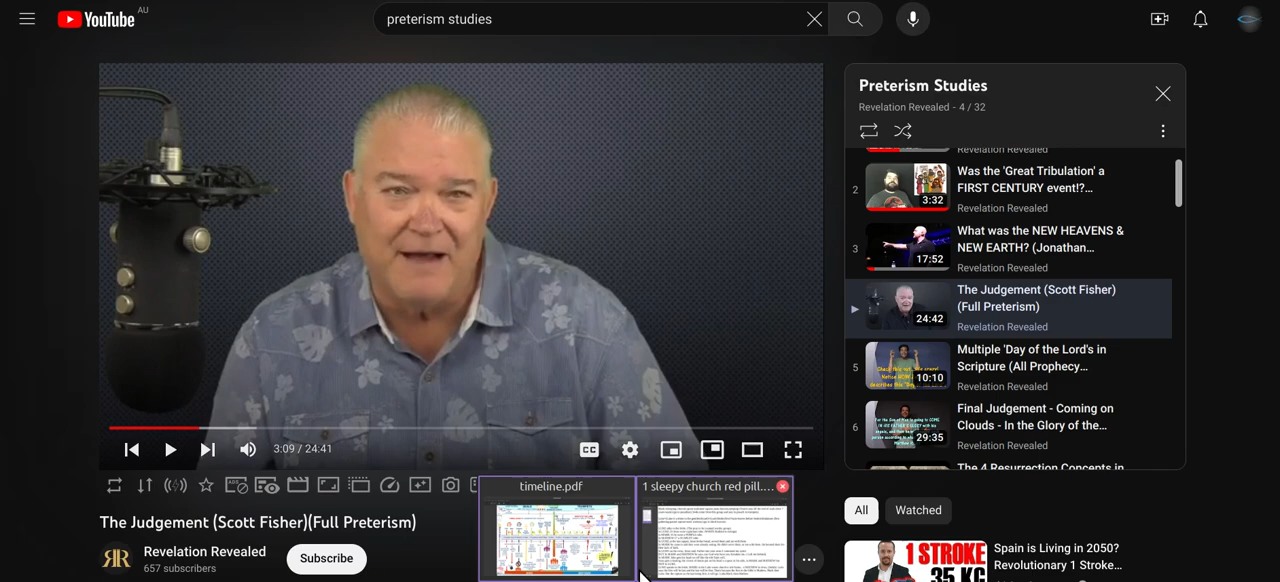 YouTube AU
preterism studies
Preterism Studies
Revelation Revealed - 4 / 32
Revelation Revealed
2
Was the 'Great Tribulation' a
FIRST CENTURY event!?...
3:32
Revelation Revealed
3
What was the NEW HEAVENS &
NEW EARTH? (Jonathan...
17:52
Revelation Revealed
The Judgement (Scott Fisher)
(Full Preterism)
24:42
Revelation Revealed
5
Multiple 'Day of the Lord's in
Scripture (All Prophecy...
10:10
Revelation Revealed
6
Final Judgement - Coming on
Clouds - In the Glory of the...
29:35
Revelation Revealed
The 4 Resurrection Concepts in
3:09 / 24:41
CC
timeline.pdf
1 sleepy church red pill....
The Judgement (Scott Fisher)(Full Preterism)
RR
Revelation Revealed
657 subscribers
Subscribe
All
Watched
1 STROKE
35 KG
Spain is Living in 2050?
Revolutionary 1 Stroke...